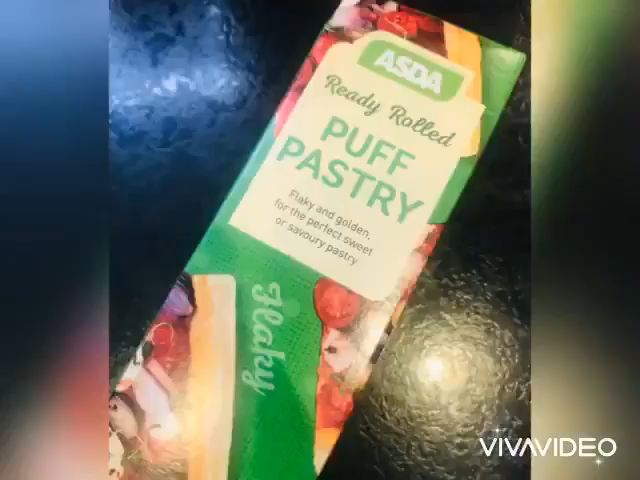 ASDA
Ready Rolled
PUFF
PASTRY
Flaky and golden,
for the perfect sweet
or savoury pastry
flaky
VIVAVIDEO